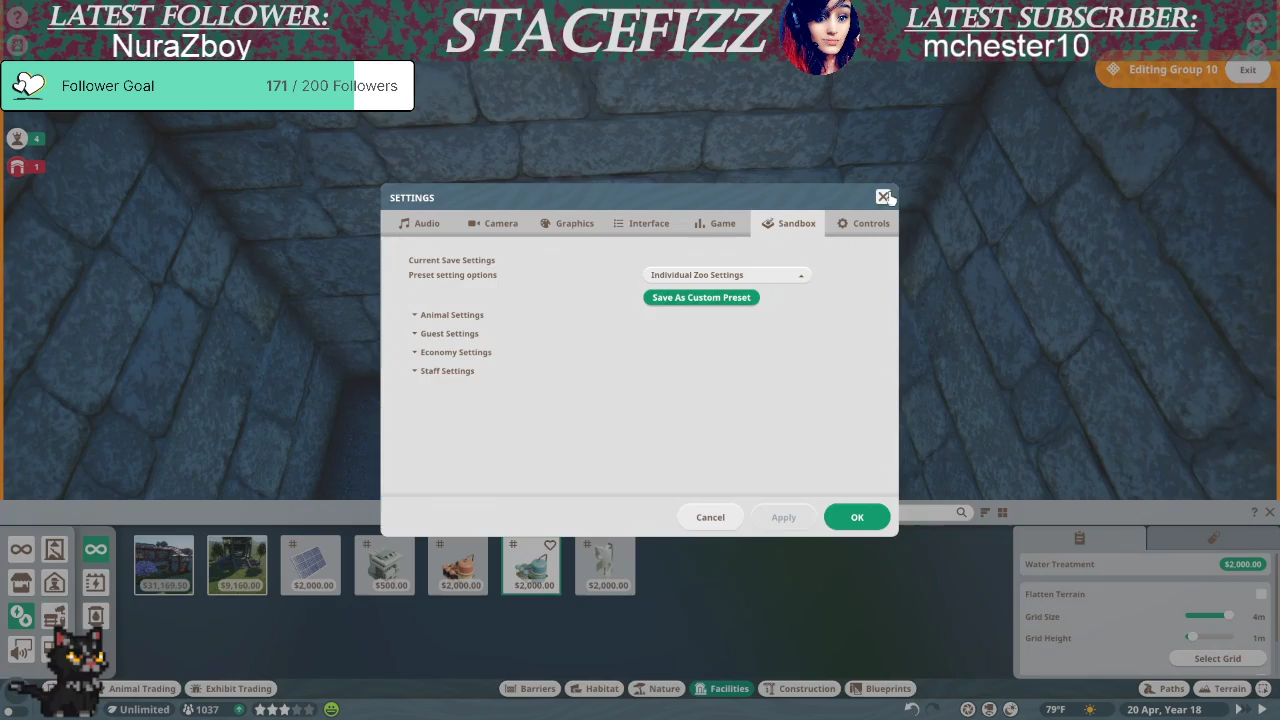 LATEST FOLLOWER:
NuraZboy
STACEFIZZ
LATEST SUBSCRIBER:
mchester10
Follower Goal 171 / 200 Followers
Editing Group 10 Exit
4
1
SETTINGS
Audio Camera Graphics Interface Game Sandbox Controls
Current Save Settings
Preset setting options Individual Zoo Settings
Save As Custom Preset
Animal Settings
Guest Settings
Economy Settings
Staff Settings
Cancel Apply OK
$31,169.50 $9,160.00 $2,000.00 $500.00 $2,000.00 $2,000.00 $2,000.00
Water Treatment $2,000.00
Flatten Terrain
Grid Size 4m
Grid Height 1m
Select Grid
Animal Trading Exhibit Trading Barriers Habitat Nature Facilities Construction Blueprints Paths Terrain
Unlimited 1037 79°F 20 Apr, Year 18